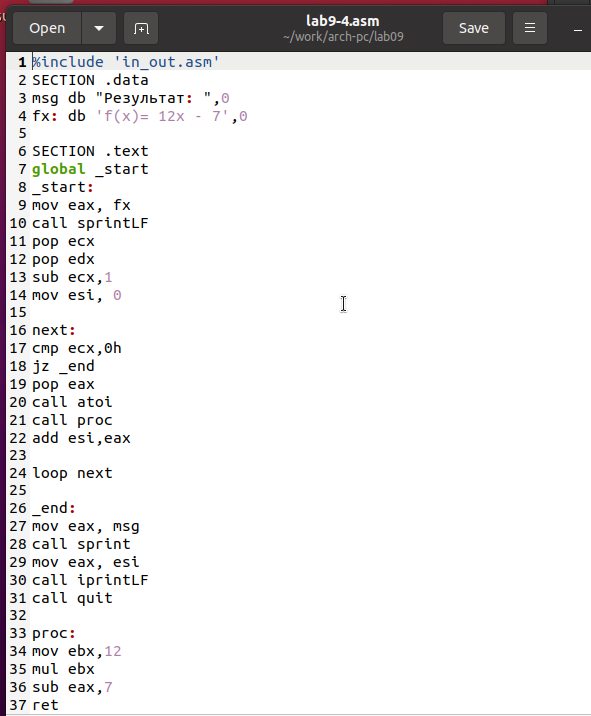 Open
lab9-4.asm
~/work/arch-pc/lab09
Save
1 %include 'in_out.asm'
2 SECTION .data
3 msg db "Результат: ",0
4 fx: db 'f(x)= 12x - 7',0
5
6 SECTION .text
7 global _start
8 _start:
9 mov eax, fx
10 call sprintLF
11 pop ecx
12 pop edx
13 sub ecx,1
14 mov esi, 0
15
16 next:
17 cmp ecx,0h
18 jz _end
19 pop eax
20 call atoi
21 call proc
22 add esi,eax
23
24 loop next
25
26 _end:
27 mov eax, msg
28 call sprint
29 mov eax, esi
30 call iprintLF
31 call quit
32
33 proc:
34 mov ebx,12
35 mul ebx
36 sub eax,7
37 ret